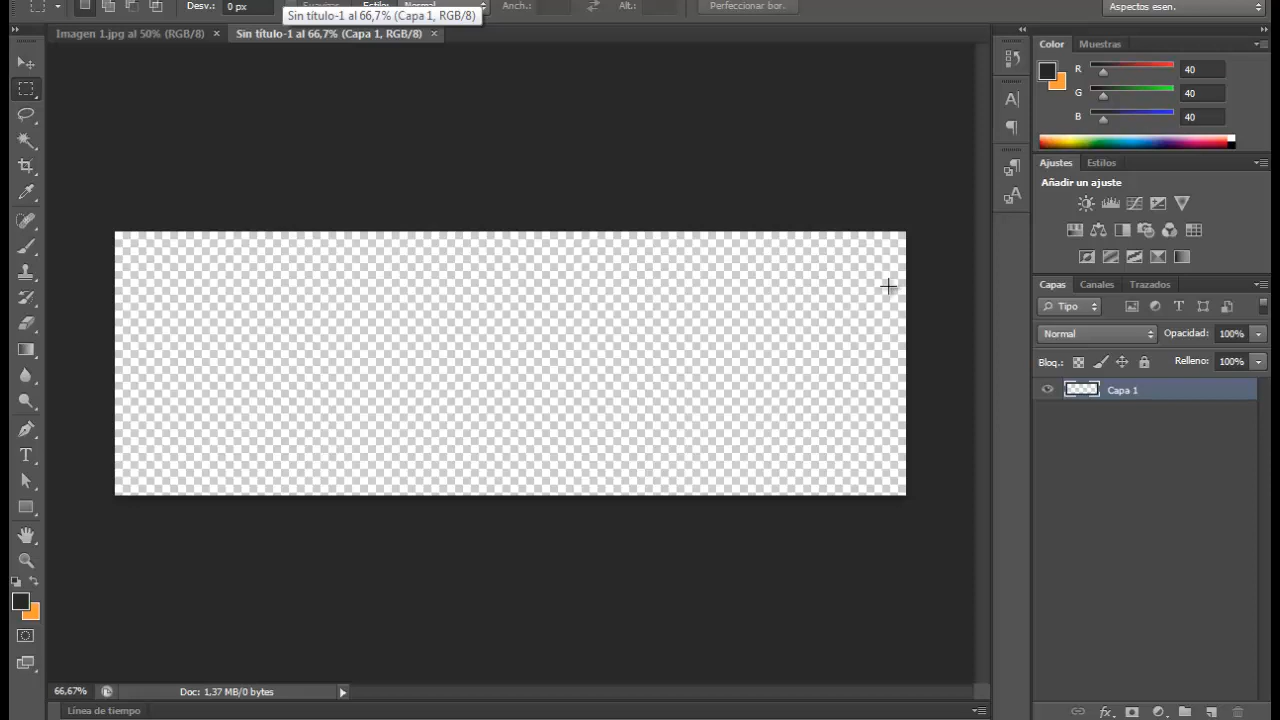 Desv.: 0 px Suavizar Estilo: Normal Anch.: Alt.: Perfeccionar bor. Aspectos esen.
Sin título-1 al 66,7% (Capa 1, RGB/8)
Imagen 1.jpg al 50% (RGB/8) × Sin título-1 al 66,7% (Capa 1, RGB/8) ×
Color Muestras
R 40
G 40
B 40
Ajustes Estilos
Añadir un ajuste
Capas Canales Trazados
Tipo
Normal Opacidad: 100%
Bloq.: Relleno: 100%
Capa 1
66,67% Doc: 1,37 MB/0 bytes
Línea de tiempo